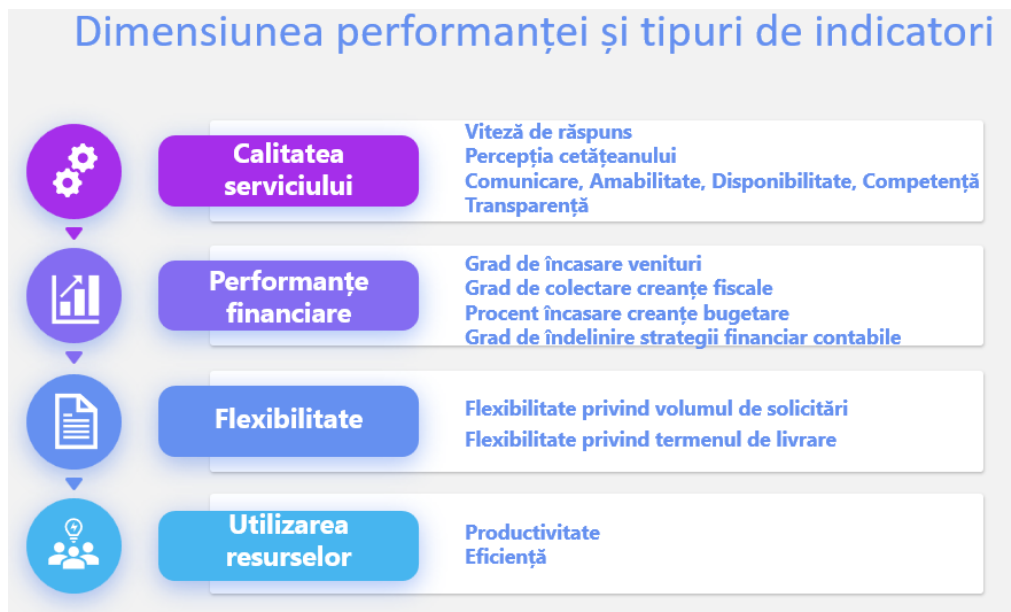 Dimensiunea performanței și tipuri de indicatori
Calitatea
serviciului
Viteză de răspuns
Percepția cetățeanului
Comunicare, Amabilitate, Disponibilitate, Competență
Transparență
Performanțe
financiare
Grad de încasare venituri
Grad de colectare creanțe fiscale
Procent încasare creanțe bugetare
Grad de îndelinire strategii financiar contabile
Flexibilitate
Flexibilitate privind volumul de solicitări
Flexibilitate privind termenul de livrare
Utilizarea
resurselor
Productivitate
Eficiență